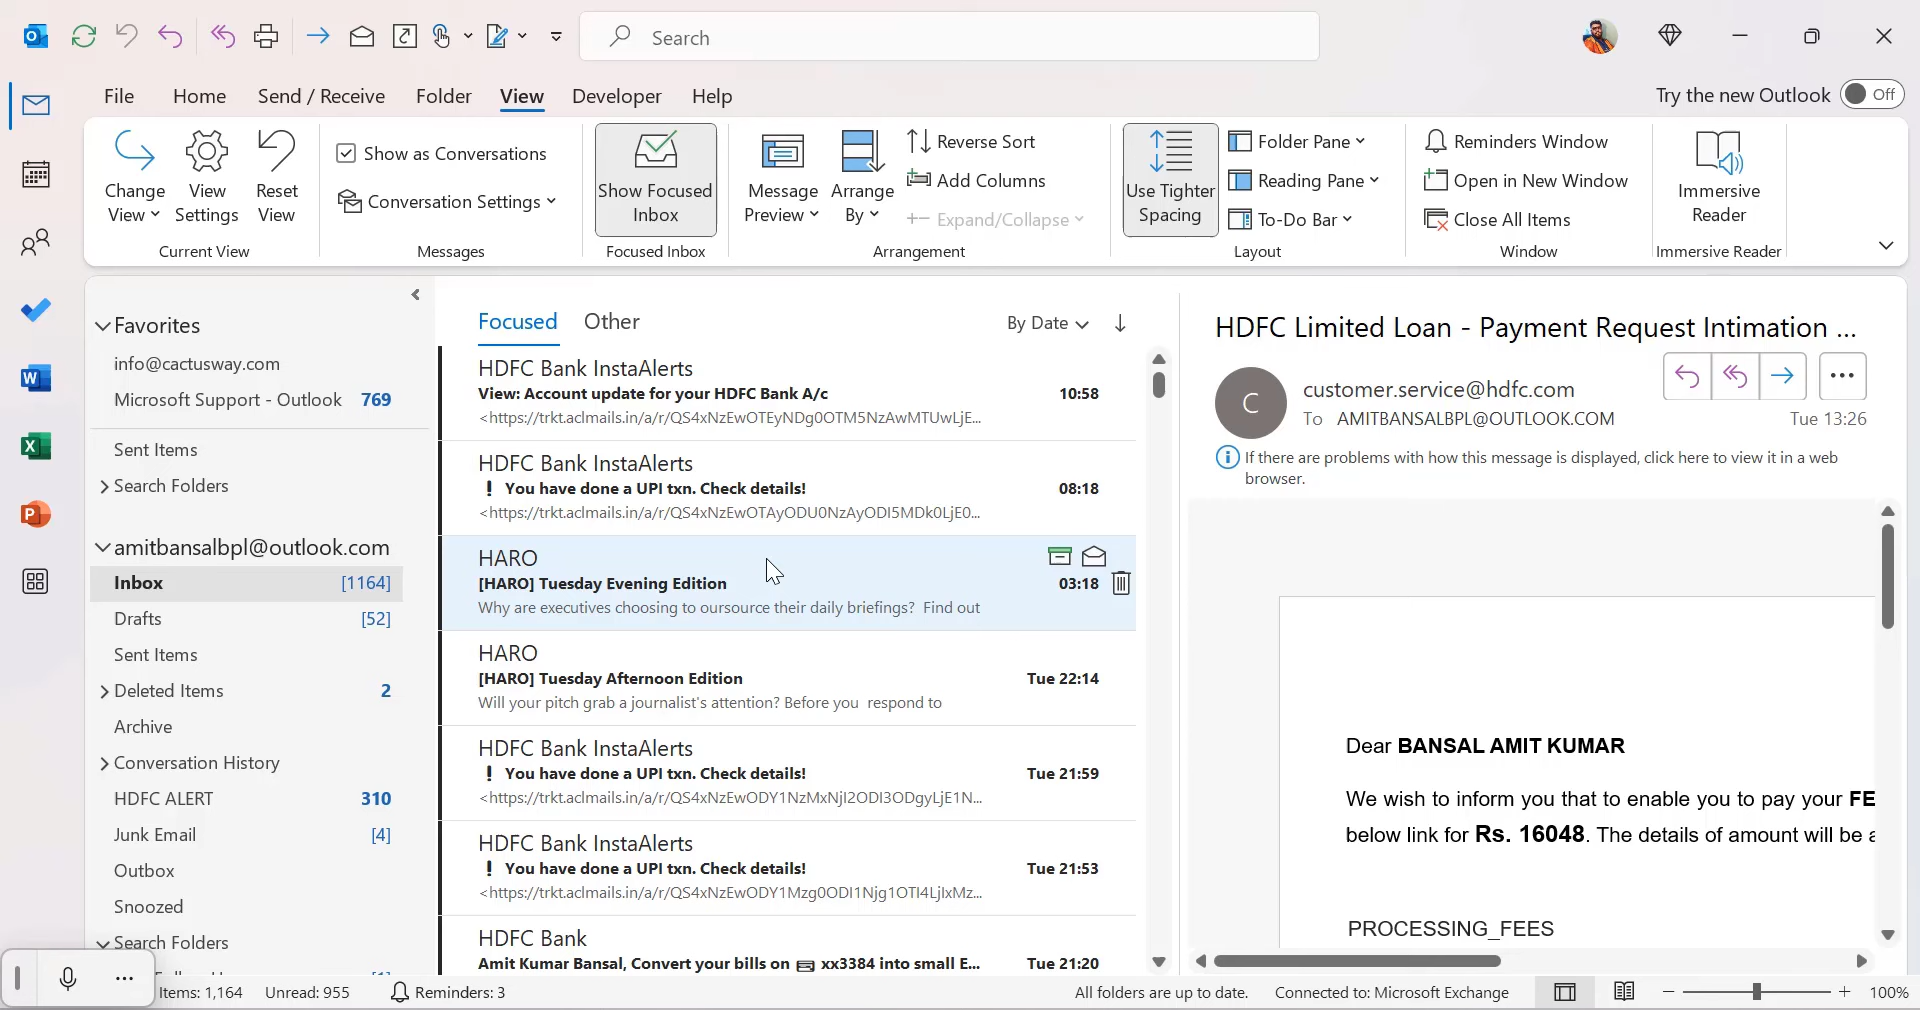 Search
File Home Send / Receive Folder View Developer Help
Try the new Outlook Off
Change
View
View
Settings
Reset
View
Current View
Show as Conversations
Conversation Settings
Messages
Show Focused
Inbox
Focused Inbox
Message
Preview
Arrange
By
Reverse Sort
Add Columns
Expand/Collapse
Arrangement
Use Tighter
Spacing
Folder Pane
Reading Pane
To-Do Bar
Layout
Reminders Window
Open in New Window
Close All Items
Window
Immersive
Reader
Immersive Reader
Favorites
info@cactusway.com
Microsoft Support - Outlook 769
Sent Items
Search Folders
amitbansalbpl@outlook.com
Inbox [1164]
Drafts [52]
Sent Items
Deleted Items 2
Archive
Conversation History
HDFC ALERT 310
Junk Email [4]
Outbox
Snoozed
Search Folders
Focused Other By Date
HDFC Bank InstaAlerts
View: Account update for your HDFC Bank A/c 10:58
<https://trkt.aclmails.in/a/r/QS4xNzEwOTEyNDg0OTM5NzAwMTUwLjE...
HDFC Bank InstaAlerts
! You have done a UPI txn. Check details! 08:18
<https://trkt.aclmails.in/a/r/QS4xNzEwOTAyODU0NzAyODI5MDk0LjE0...
HARO
[HARO] Tuesday Evening Edition 03:18
Why are executives choosing to oursource their daily briefings? Find out
HARO
[HARO] Tuesday Afternoon Edition Tue 22:14
Will your pitch grab a journalist's attention? Before you respond to
HDFC Bank InstaAlerts
! You have done a UPI txn. Check details! Tue 21:59
<https://trkt.aclmails.in/a/r/QS4xNzEwODY1NzMxNjI2ODI3ODgyLjE1N...
HDFC Bank InstaAlerts
! You have done a UPI txn. Check details! Tue 21:53
<https://trkt.aclmails.in/a/r/QS4xNzEwODY1Mzg0ODI1Njg1OTI4LjIxMz...
HDFC Bank
Amit Kumar Bansal, Convert your bills on xx3384 into small E... Tue 21:20
HDFC Limited Loan - Payment Request Intimation ...
C
customer.service@hdfc.com
To AMITBANSALBPL@OUTLOOK.COM Tue 13:26
If there are problems with how this message is displayed, click here to view it in a web
browser.
Dear BANSAL AMIT KUMAR
We wish to inform you that to enable you to pay your FE
below link for Rs. 16048. The details of amount will be a
PROCESSING_FEES
Items: 1,164 Unread: 955 Reminders: 3 All folders are up to date. Connected to: Microsoft Exchange 100%